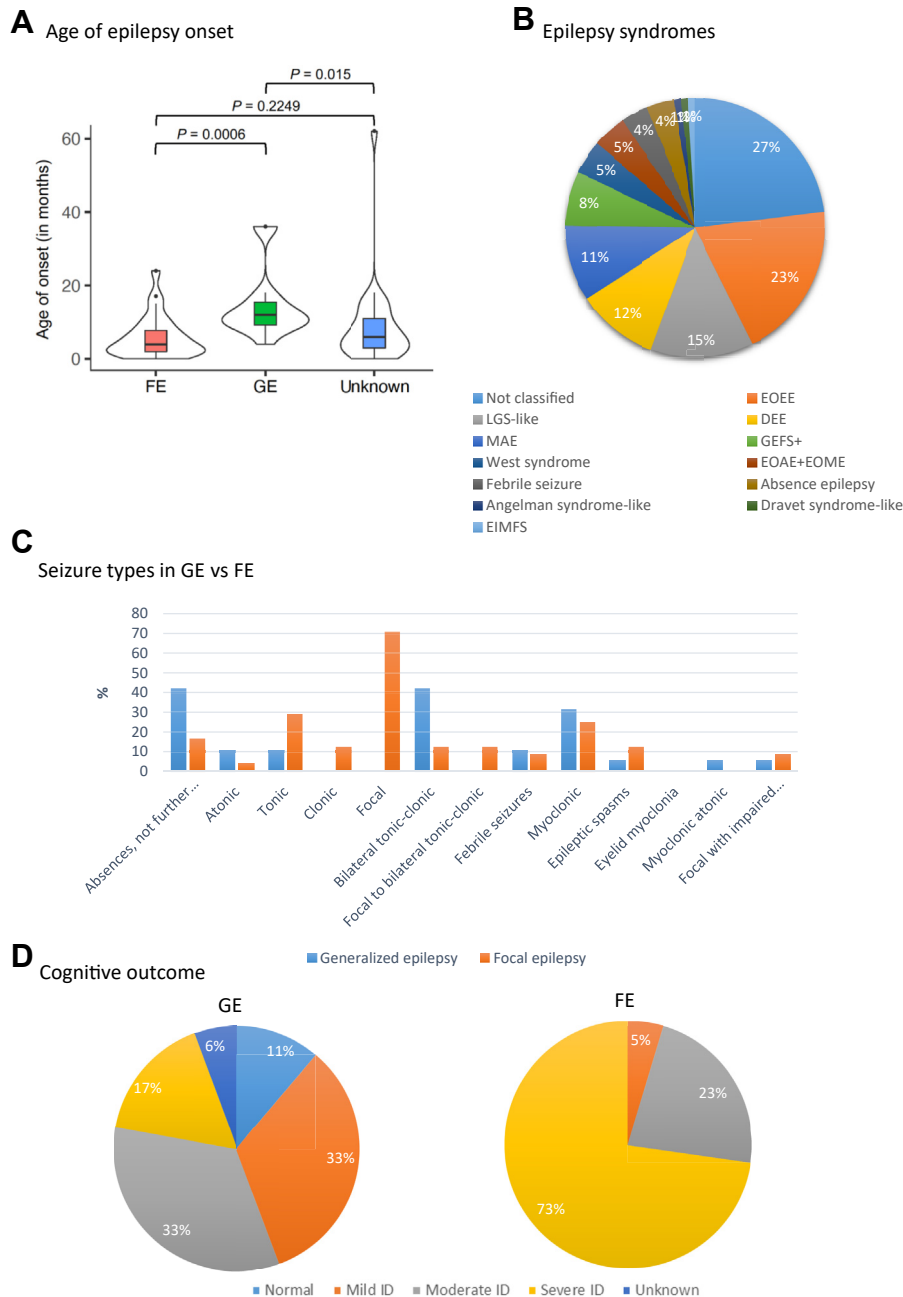 A Age of epilepsy onset
P = 0.015
P = 0.2249
P = 0.0006
Age of onset (in months)
60
40
20
0
FE GE Unknown
B Epilepsy syndromes
27%
23%
15%
12%
11%
8%
5%
5%
4%
4%
1%
1%
Not classified EOEE
LGS-like DEE
MAE GEFS+
West syndrome EOAE+EOME
Febrile seizure Absence epilepsy
Angelman syndrome-like Dravet syndrome-like
EIMFS
C
Seizure types in GE vs FE
%
80
70
60
50
40
30
20
10
0
Absences, not further...
Atonic
Tonic
Clonic
Focal
Bilateral tonic-clonic
Focal to bilateral tonic-clonic
Febrile seizures
Myoclonic
Epileptic spasms
Eyelid myoclonia
Myoclonic atonic
Focal with impaired...
Generalized epilepsy Focal epilepsy
D Cognitive outcome
GE
11%
33%
33%
17%
6%
FE
5%
23%
73%
Normal Mild ID Moderate ID Severe ID Unknown